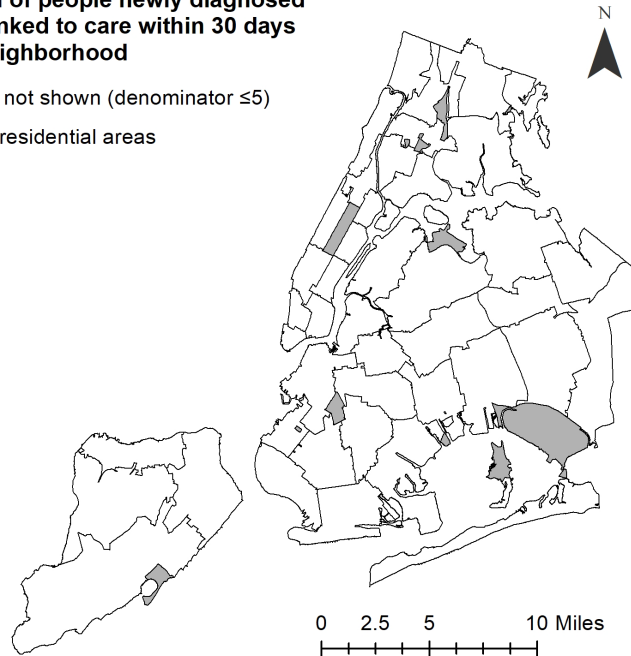 of people newly diagnosed
nked to care within 30 days
ighborhood
N
not shown (denominator ≤5)
residential areas
0 2.5 5 10 Miles